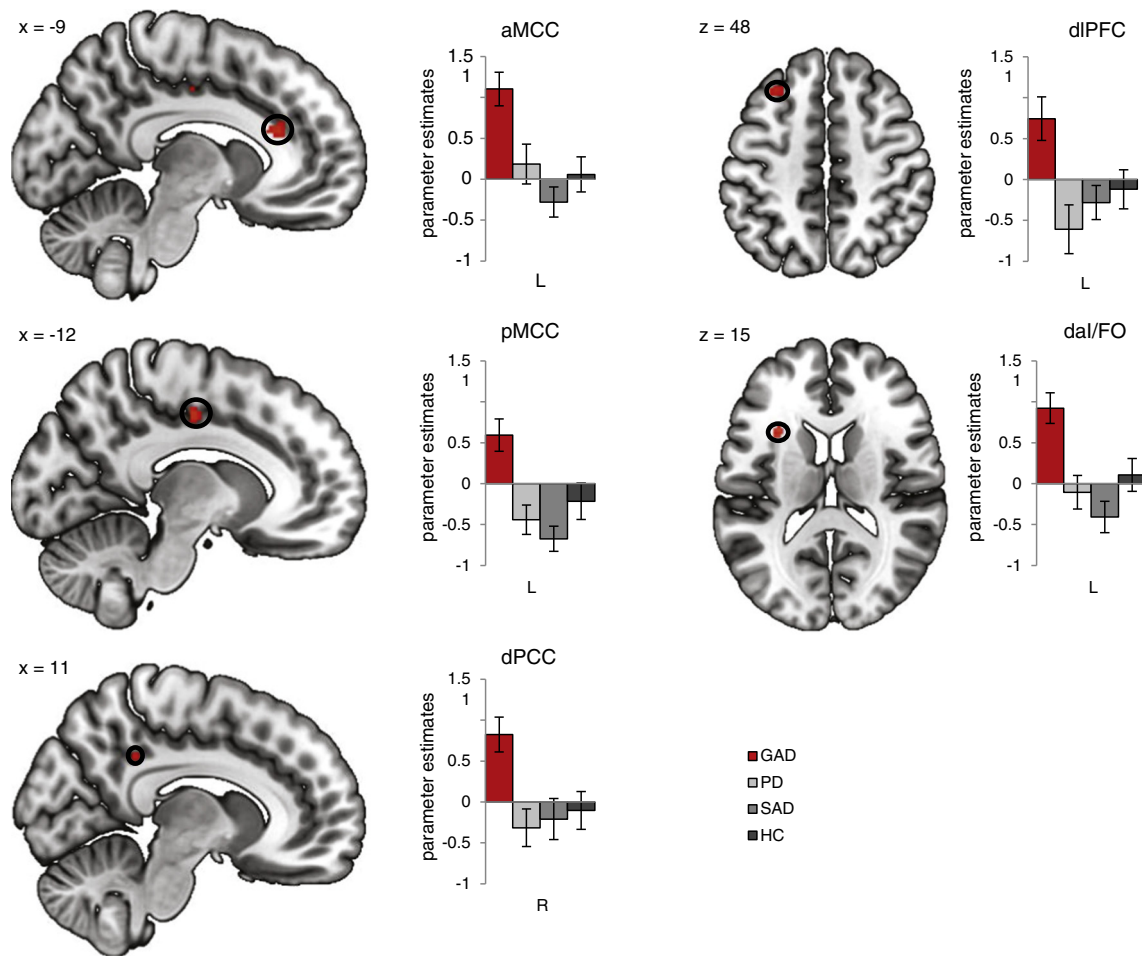 x = -9
aMCC
1.5
1
0.5
0
-0.5
-1
parameter estimates
L
z = 48
dlPFC
1.5
1
0.5
0
-0.5
-1
parameter estimates
L
x = -12
pMCC
1.5
1
0.5
0
-0.5
-1
parameter estimates
L
z = 15
daI/FO
1.5
1
0.5
0
-0.5
-1
parameter estimates
L
x = 11
dPCC
1.5
1
0.5
0
-0.5
-1
parameter estimates
R
GAD
PD
SAD
HC